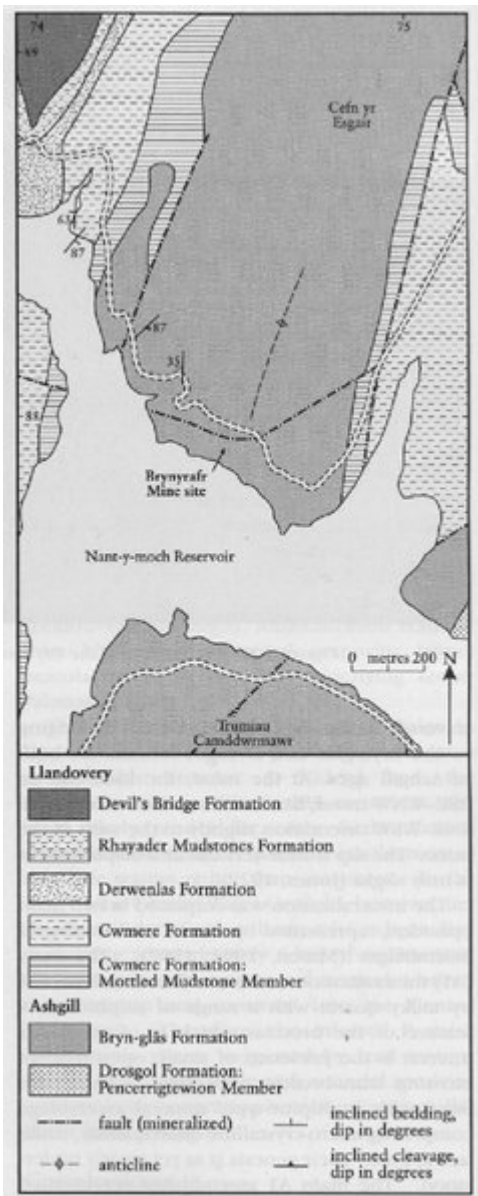 74
75
89
Cefn yr
Esgair
63
87
87
35
88
Brynyrafr
Mine site
Nant-y-moch Reservoir
0 metres 200 N
Trumiau
Camddwrmawr
Llandovery
Devil's Bridge Formation
Rhayader Mudstones Formation
Derwenlas Formation
Cwmere Formation
Cwmere Formation:
Mottled Mudstone Member
Ashgill
Bryn-glâs Formation
Drosgol Formation:
Pencerrigtewion Member
fault (mineralized)
inclined bedding,
dip in degrees
anticline
inclined cleavage,
dip in degrees